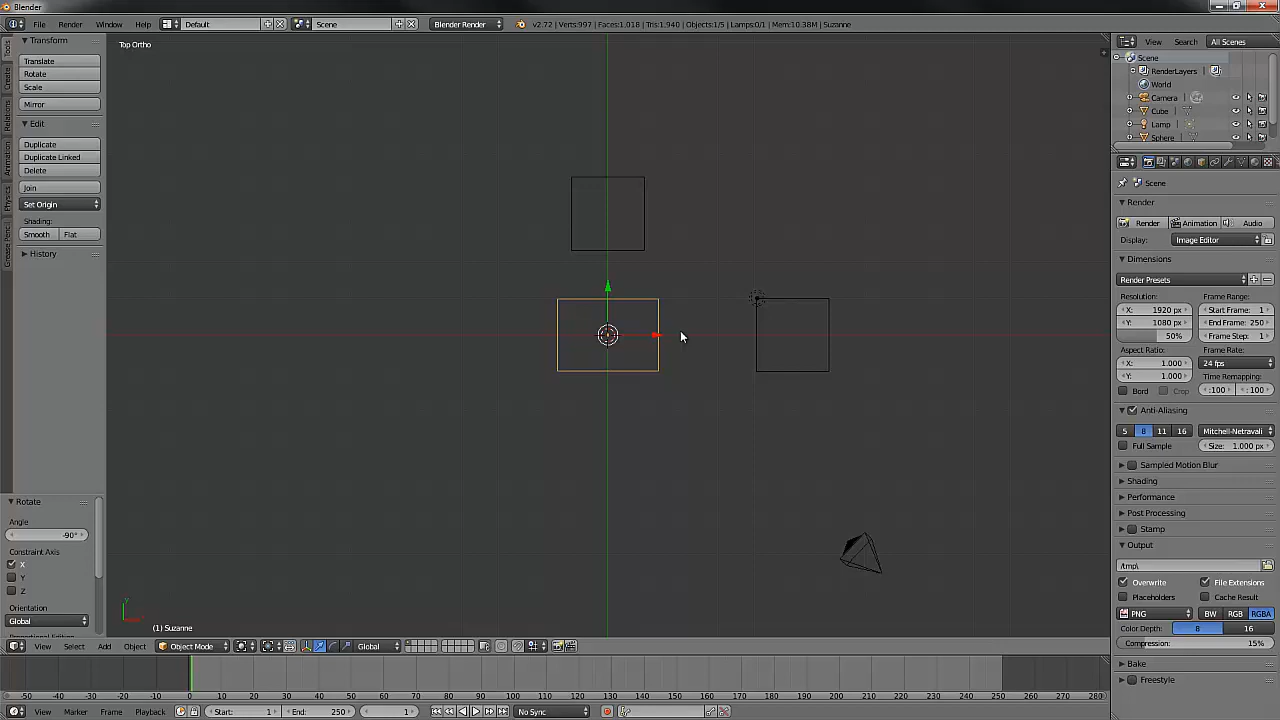 Blender
File Render Window Help Default Scene Blender Render v2.72 | Verts:997 | Faces:1,018 | Tris:1,940 | Objects:1/5 | Lamps:0/1 | Mem:10.38M | Suzanne
Tools
Create
Relations
Animation
Physics
Grease Pencil
Transform
Translate
Rotate
Scale
Mirror
Edit
Duplicate
Duplicate Linked
Delete
Join
Set Origin
Shading:
Smooth Flat
History
Rotate
Angle
-90°
Constraint Axis
X
Y
Z
Orientation
Global
Top Ortho
(1) Suzanne
View Select Add Object Object Mode Global
-50 -40 -30 -20 -10 0 10 20 30 40 50 60 70 80 90 100 110 120 130 140 150 160 170 180 190 200 210 220 230 240 250 260 270 280
View Marker Frame Playback Start: 1 End: 250 1 No Sync
View Search All Scenes
Scene
RenderLayers
World
Camera
Cube
Lamp
Sphere
Scene
Render
Render Animation Audio
Display: Image Editor
Dimensions
Render Presets
Resolution: Frame Range:
X: 1920 px Start Frame: 1
Y: 1080 px End Frame: 250
50% Frame Step: 1
Aspect Ratio: Frame Rate:
X: 1.000 24 fps
Y: 1.000 Time Remapping:
Bord Crop :100 : 100
Anti-Aliasing
5 8 11 16 Mitchell-Netravali
Full Sample Size: 1.000 px
Sampled Motion Blur
Shading
Performance
Post Processing
Stamp
Output
/tmp\
Overwrite File Extensions
Placeholders Cache Result
PNG BW RGB RGBA
Color Depth: 8 16
Compression: 15%
Bake
Freestyle